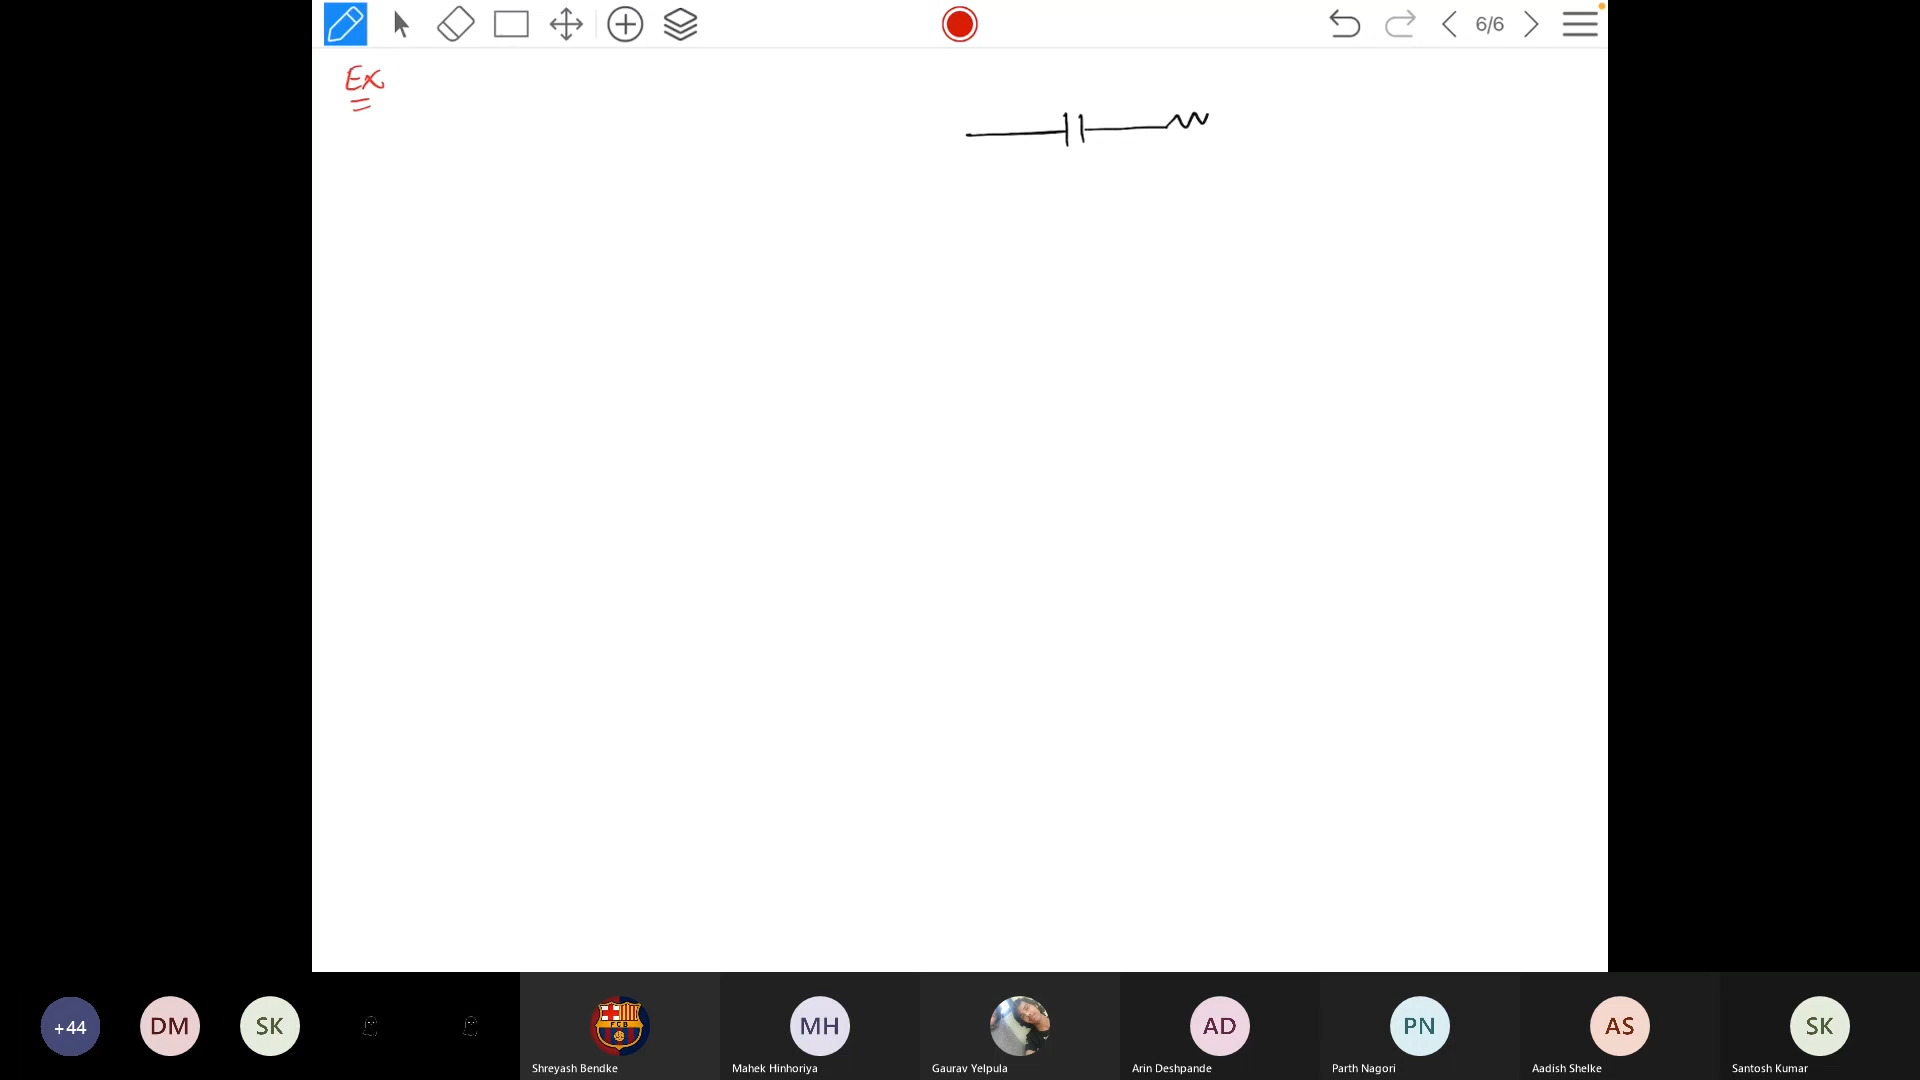 6/6
Ex
+44
DM
SK
FCB
MH
AD
PN
AS
SK
Shreyash Bendke
Mahek Hinhoriya
Gaurav Yelpula
Arin Deshpande
Parth Nagori
Aadish Shelke
Santosh Kumar